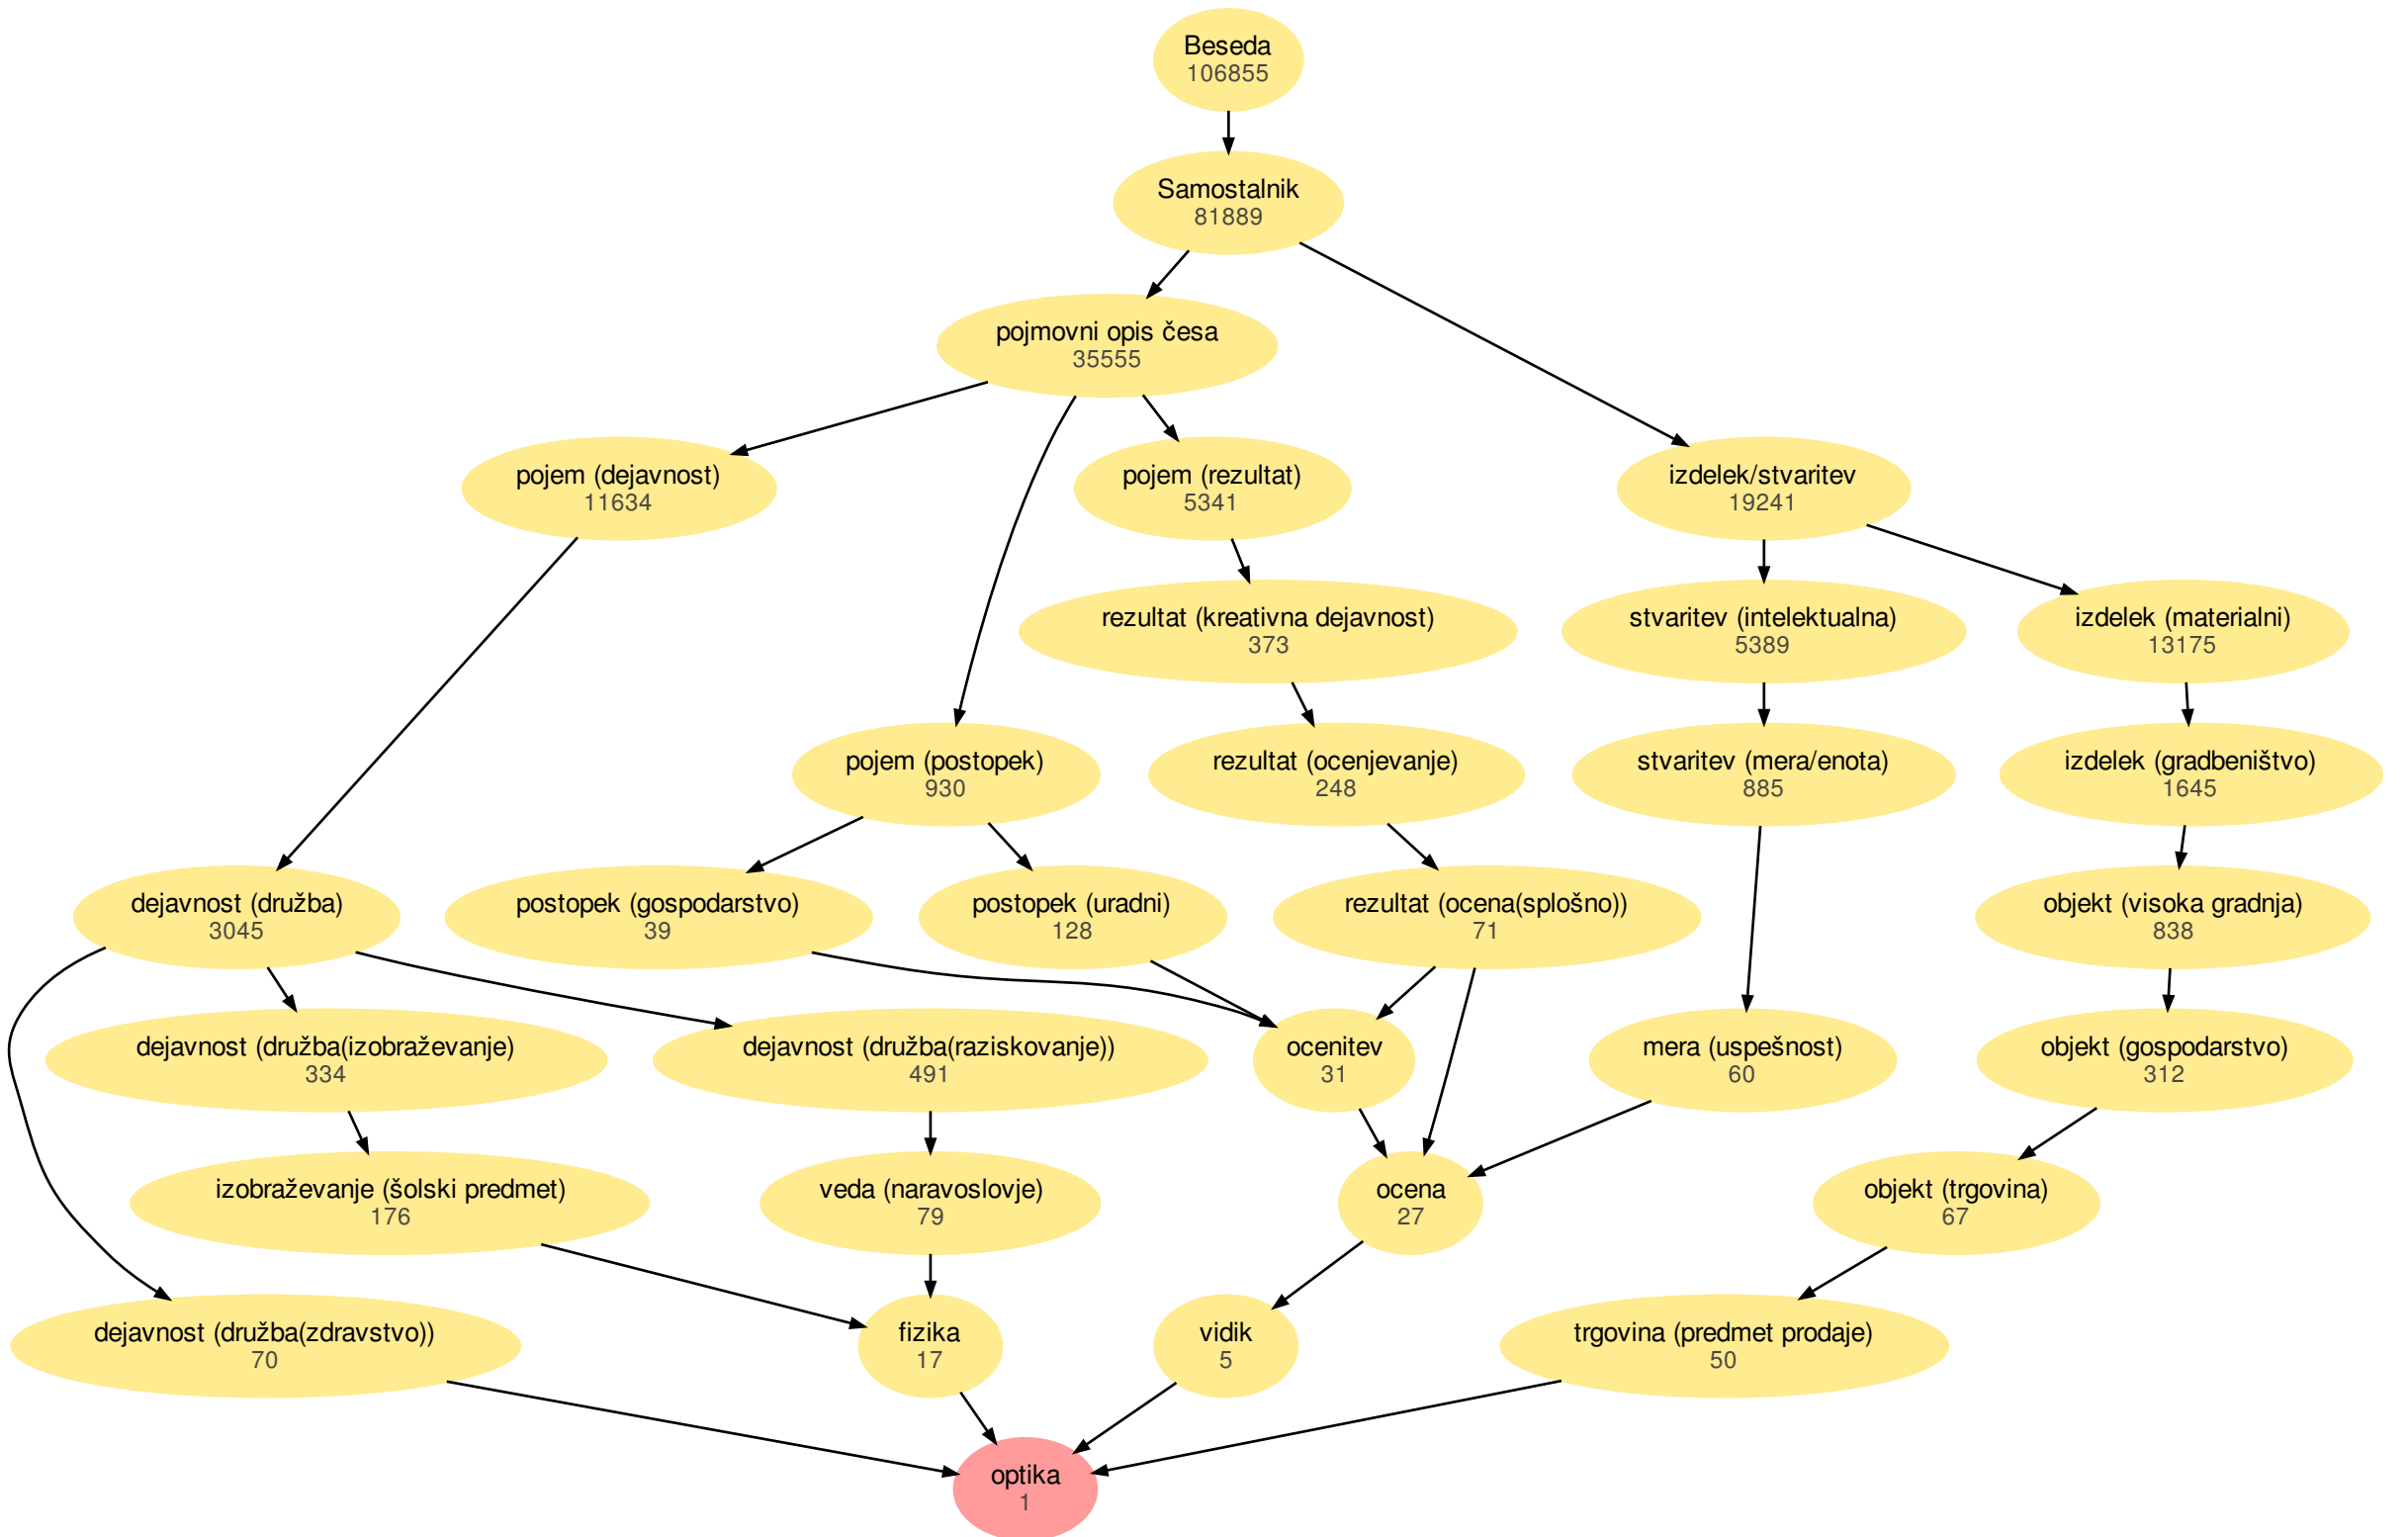 Beseda
106855
Samostalnik
81889
pojmovni opis česa
35555
pojem (dejavnost)
11634
pojem (rezultat)
5341
izdelek/stvaritev
19241
rezultat (kreativna dejavnost)
373
stvaritev (intelektualna)
5389
izdelek (materialni)
13175
pojem (postopek)
930
rezultat (ocenjevanje)
248
stvaritev (mera/enota)
885
izdelek (gradbeništvo)
1645
dejavnost (družba)
3045
postopek (gospodarstvo)
39
postopek (uradni)
128
rezultat (ocena(splošno))
71
objekt (visoka gradnja)
838
dejavnost (družba(izobraževanje)
334
dejavnost (družba(raziskovanje))
491
ocenitev
31
mera (uspešnost)
60
objekt (gospodarstvo)
312
izobraževanje (šolski predmet)
176
veda (naravoslovje)
79
ocena
27
objekt (trgovina)
67
dejavnost (družba(zdravstvo))
70
fizika
17
vidik
5
trgovina (predmet prodaje)
50
optika
1